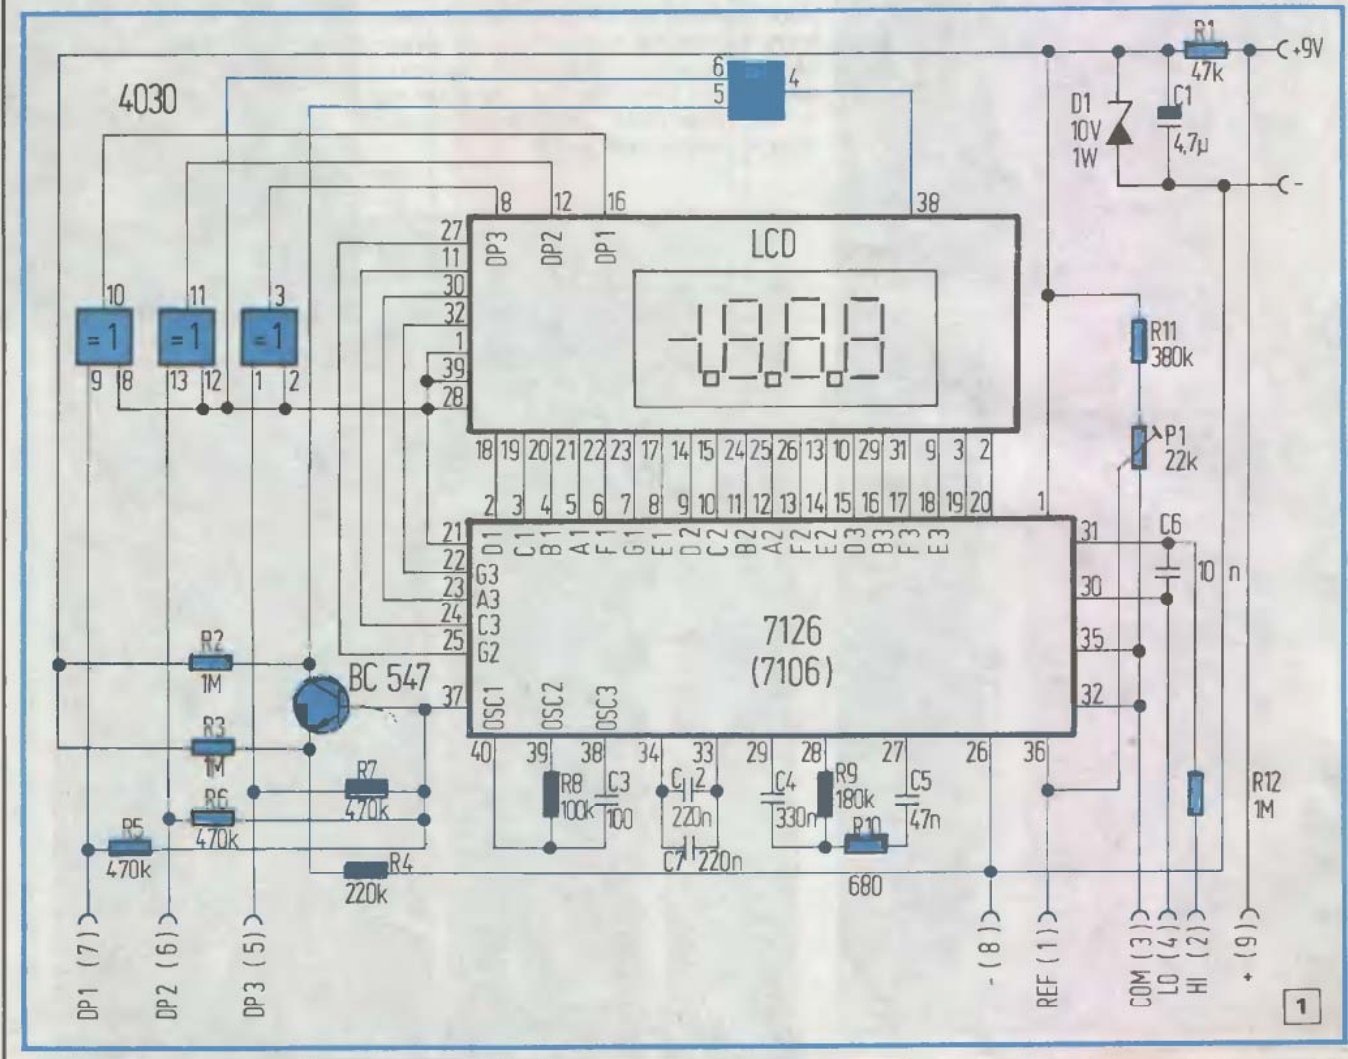 R1
+9V
47k
C1
4,7µ
D1
10V
1W
-
4030
6
5
4
8
12
16
38
DP3
DP2
DP1
LCD
27
11
30
32
1
39
28
10
11
3
=1
=1
=1
9
8
13
12
1
2
R11
380k
P1
22k
18 19 20 21 22 23 17 14 15 24 25 26 13 10 29 31 9 3 2
2 3 4 5 6 7 8 9 10 11 12 13 14 15 16 17 18 19 20
1
D1 C1 B1 A1 F1 G1 E1 D2 C2 B2 A2 F2 E2 D3 B3 F3 E3
21
22
23
24
25
37
G3
A3
C3
G2
7126
(7106)
31
30
35
32
C6
10 n
OSC1
OSC2
OSC3
40
39
38
34
33
29
28
27
26
36
R2
1M
BC 547
R3
1M
R7
470k
R6
470k
R5
470k
R4
220k
R8
100k
C3
100
C 2
220n
C7 220n
C4
330n
R9
180k
C5
47n
R10
680
R12
1M
DP1 (7)
DP2 (6)
DP3 (5)
- (8)
REF (1)
COM (3)
LO (4)
HI (2)
+ (9)
1